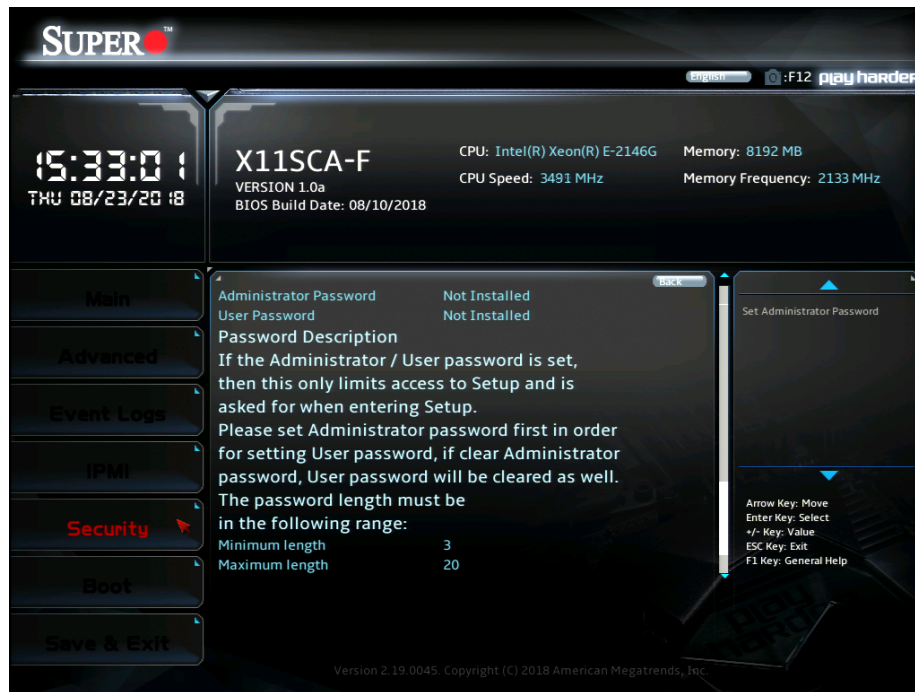 SUPER™
English :F12 play harder
15:33:01
THU 08/23/2018
X11SCA-F
VERSION 1.0a
BIOS Build Date: 08/10/2018
CPU: Intel(R) Xeon(R) E-2146G
CPU Speed: 3491 MHz
Memory: 8192 MB
Memory Frequency: 2133 MHz
Main
Advanced
Event Logs
IPMI
Security
Boot
Save & Exit
Back
Administrator Password Not Installed
User Password Not Installed
Password Description
If the Administrator / User password is set,
then this only limits access to Setup and is
asked for when entering Setup.
Please set Administrator password first in order
for setting User password, if clear Administrator
password, User password will be cleared as well.
The password length must be
in the following range:
Minimum length 3
Maximum length 20
Set Administrator Password
Arrow Key: Move
Enter Key: Select
+/- Key: Value
ESC Key: Exit
F1 Key: General Help
play
hard
Version 2.19.0045. Copyright (C) 2018 American Megatrends, Inc.